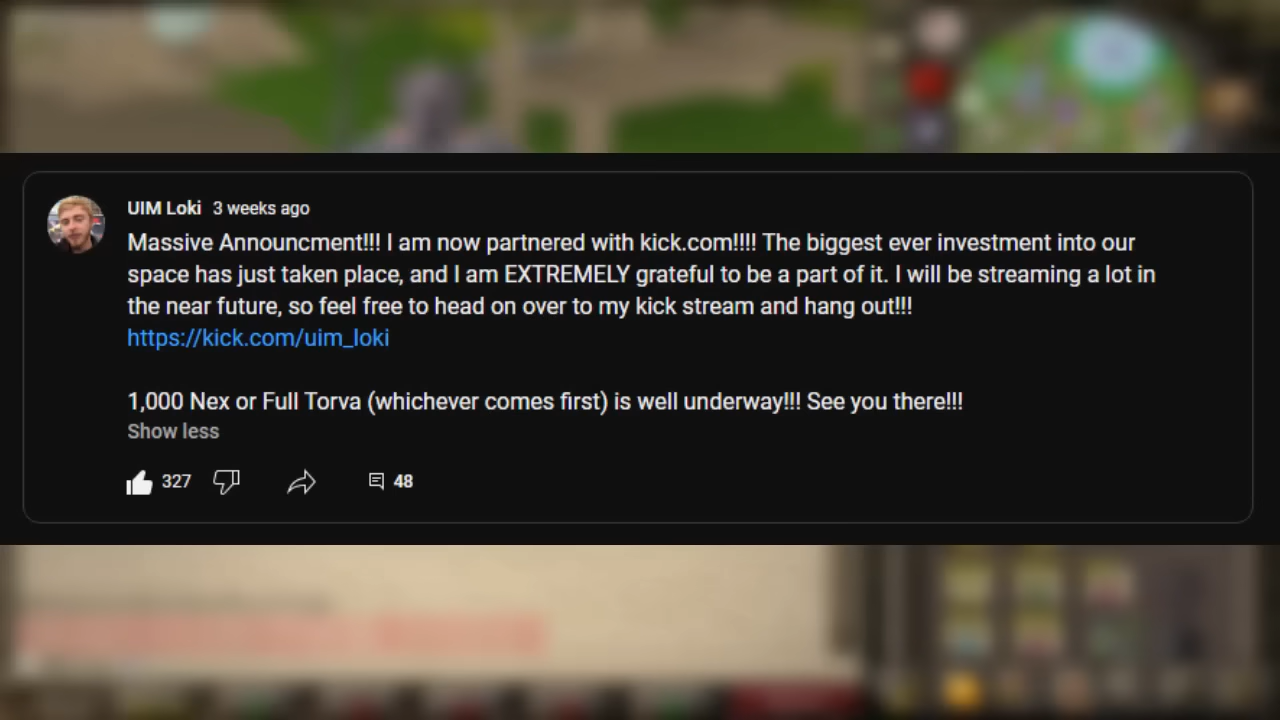 UIM Loki 3 weeks ago
Massive Announcment!!! I am now partnered with kick.com!!!! The biggest ever investment into our
space has just taken place, and I am EXTREMELY grateful to be a part of it. I will be streaming a lot in
the near future, so feel free to head on over to my kick stream and hang out!!!
https://kick.com/uim_loki
1,000 Nex or Full Torva (whichever comes first) is well underway!!! See you there!!!
Show less
327 48